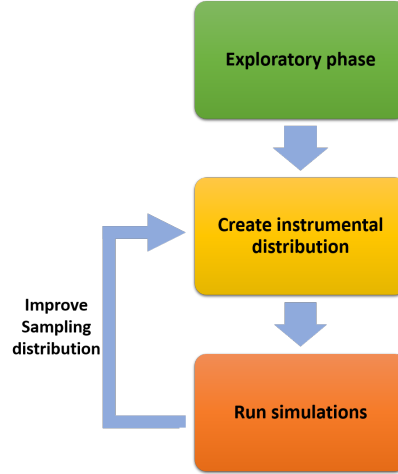 Exploratory phase
Create instrumental
distribution
Improve
Sampling
distribution
Run simulations